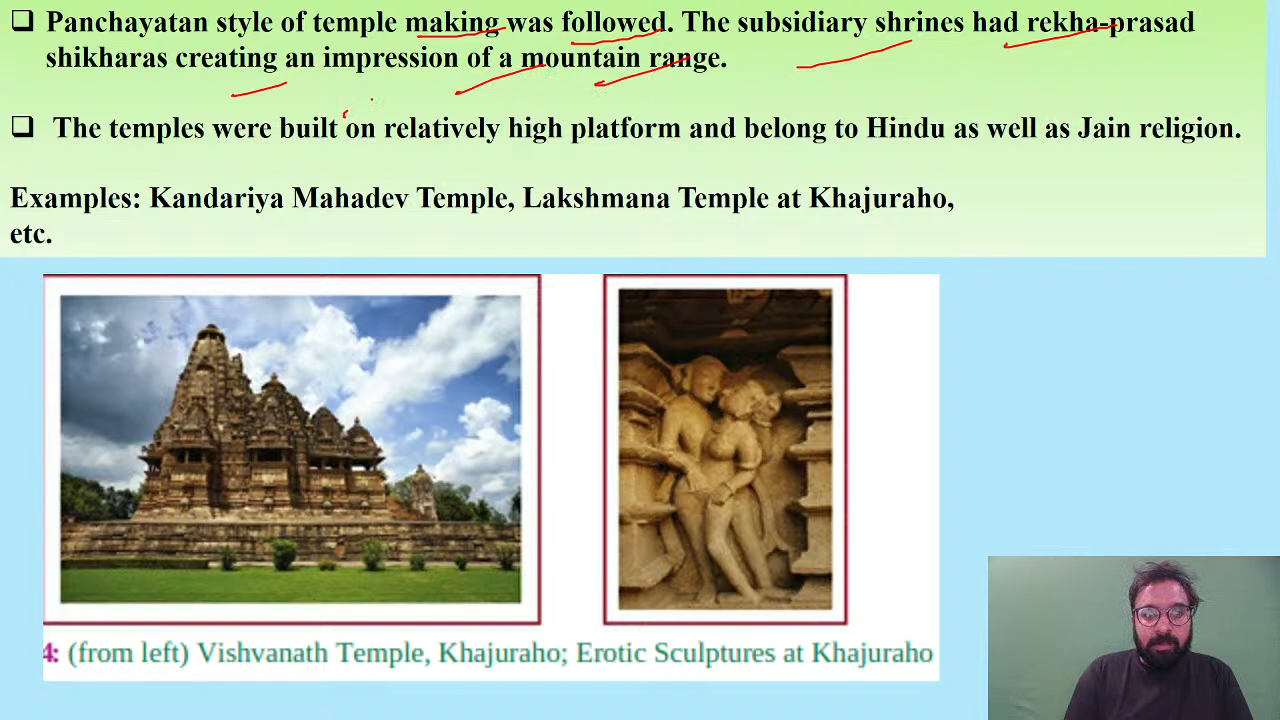 Panchayatan style of temple making was followed. The subsidiary shrines had rekha-prasad
shikharas creating an impression of a mountain range.
The temples were built on relatively high platform and belong to Hindu as well as Jain religion.
Examples: Kandariya Mahadev Temple, Lakshmana Temple at Khajuraho,
etc.
4: (from left) Vishvanath Temple, Khajuraho; Erotic Sculptures at Khajuraho